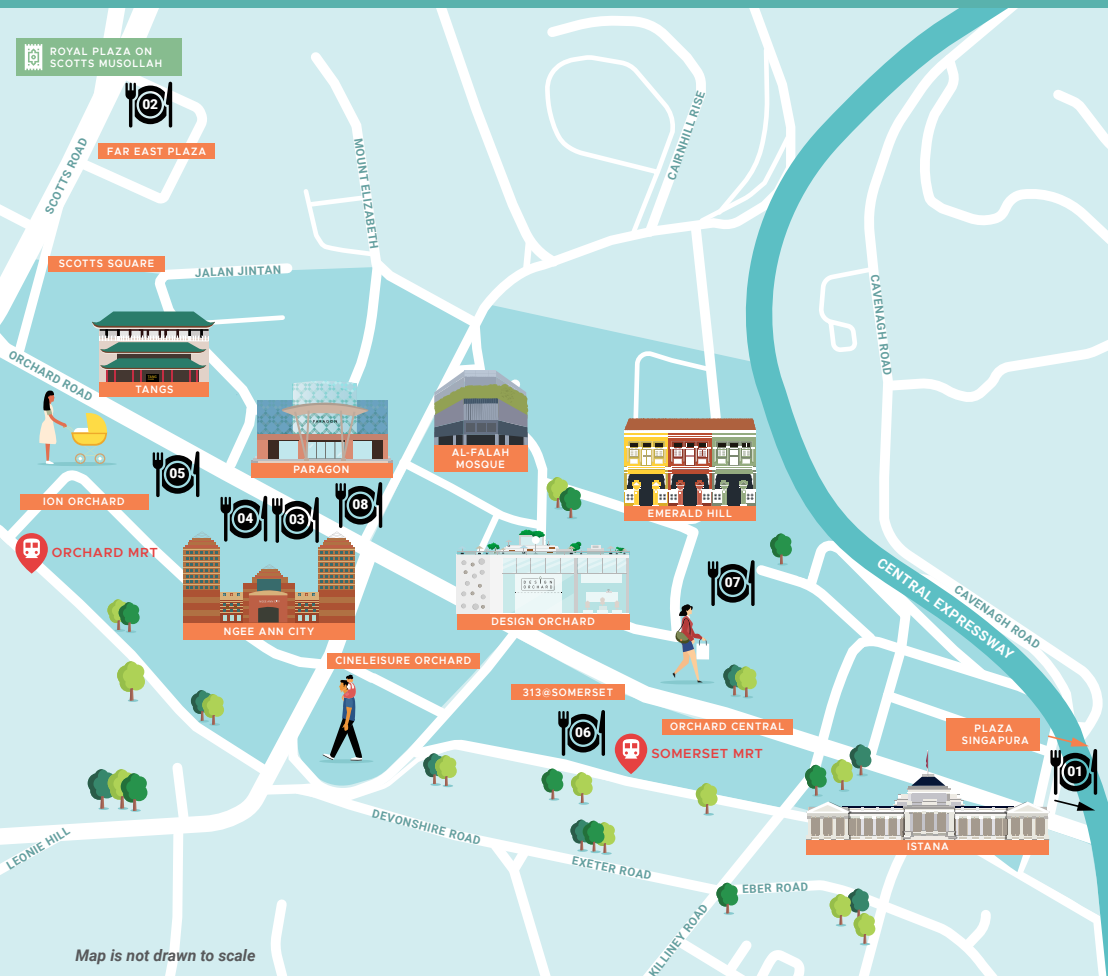 ROYAL PLAZA ON
SCOTTS MUSOLLAH
02
FAR EAST PLAZA
SCOTTS ROAD
MOUNT ELIZABETH
CAIRNHILL RISE
SCOTTS SQUARE
JALAN JINTAN
CAVENAGH ROAD
ORCHARD ROAD
TANGS
PARAGON
PARAGON
AL-FALAH
MOSQUE
EMERALD HILL
05
ION ORCHARD
04
03
08
ORCHARD MRT
NGEE ANN CITY
DESIGN
ORCHARD
DESIGN ORCHARD
07
CENTRAL EXPRESSWAY
CAVENAGH ROAD
CINELEISURE ORCHARD
313@SOMERSET
06
ORCHARD CENTRAL
SOMERSET MRT
PLAZA
SINGAPURA
01
ISTANA
LEONIE HILL
DEVONSHIRE ROAD
EXETER ROAD
EBER ROAD
KILLINEY ROAD
Map is not drawn to scale